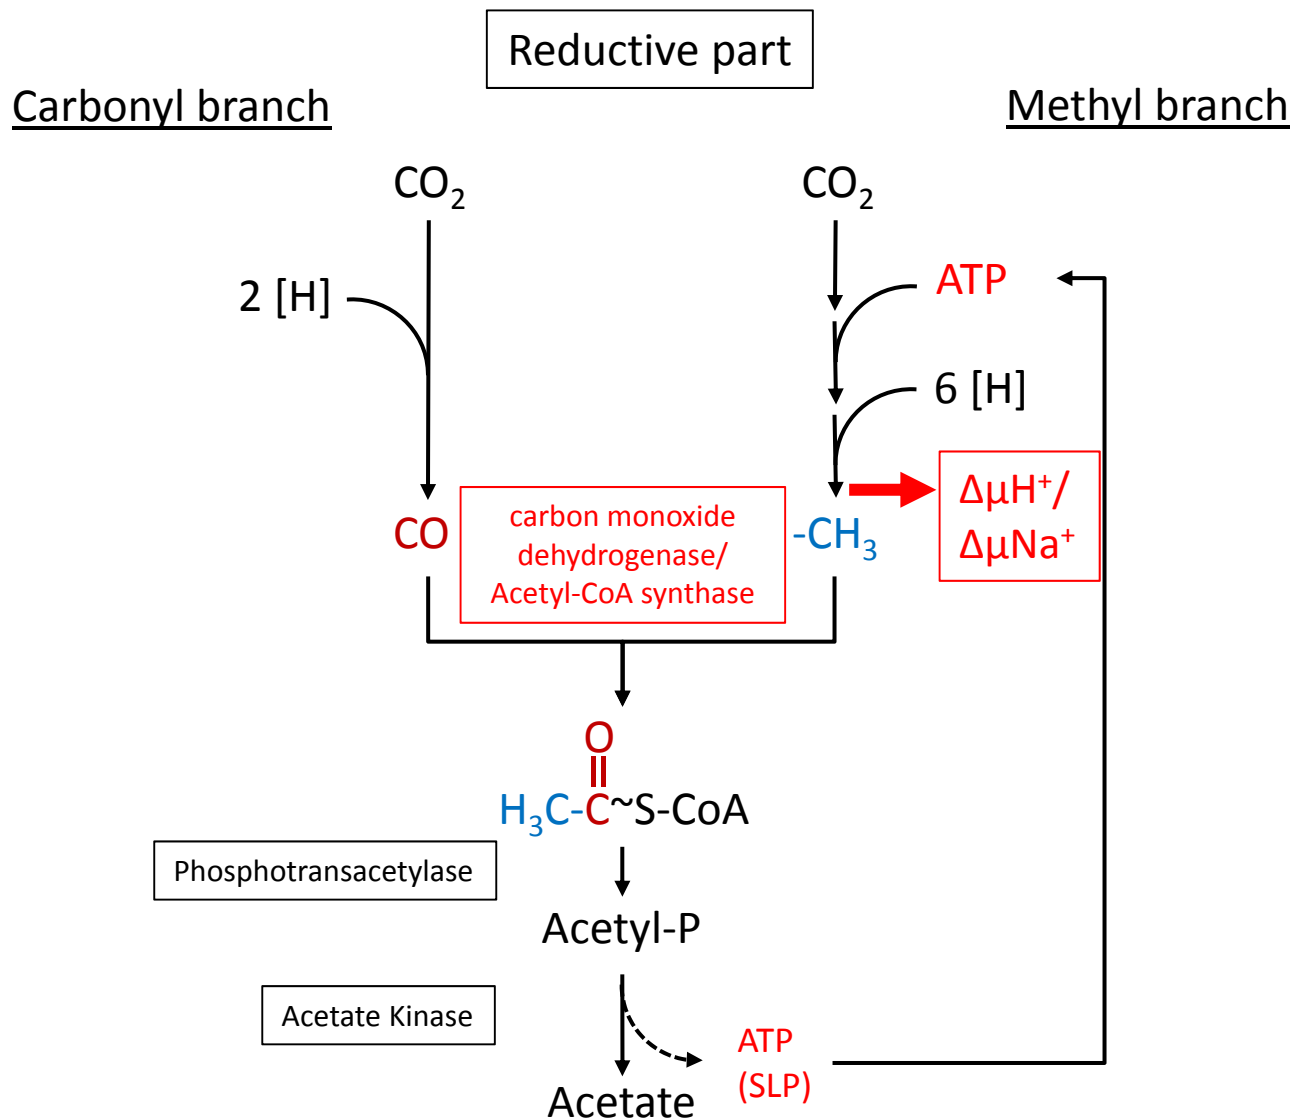 Reductive part
Carbonyl branch
Methyl branch
CO₂
CO₂
ATP
2 [H]
6 [H]
ΔμH⁺/
ΔμNa⁺
CO
carbon monoxide
dehydrogenase/
Acetyl-CoA synthase
-CH₃
O
H₃C-C~S-CoA
Phosphotransacetylase
Acetyl-P
Acetate Kinase
ATP
(SLP)
Acetate